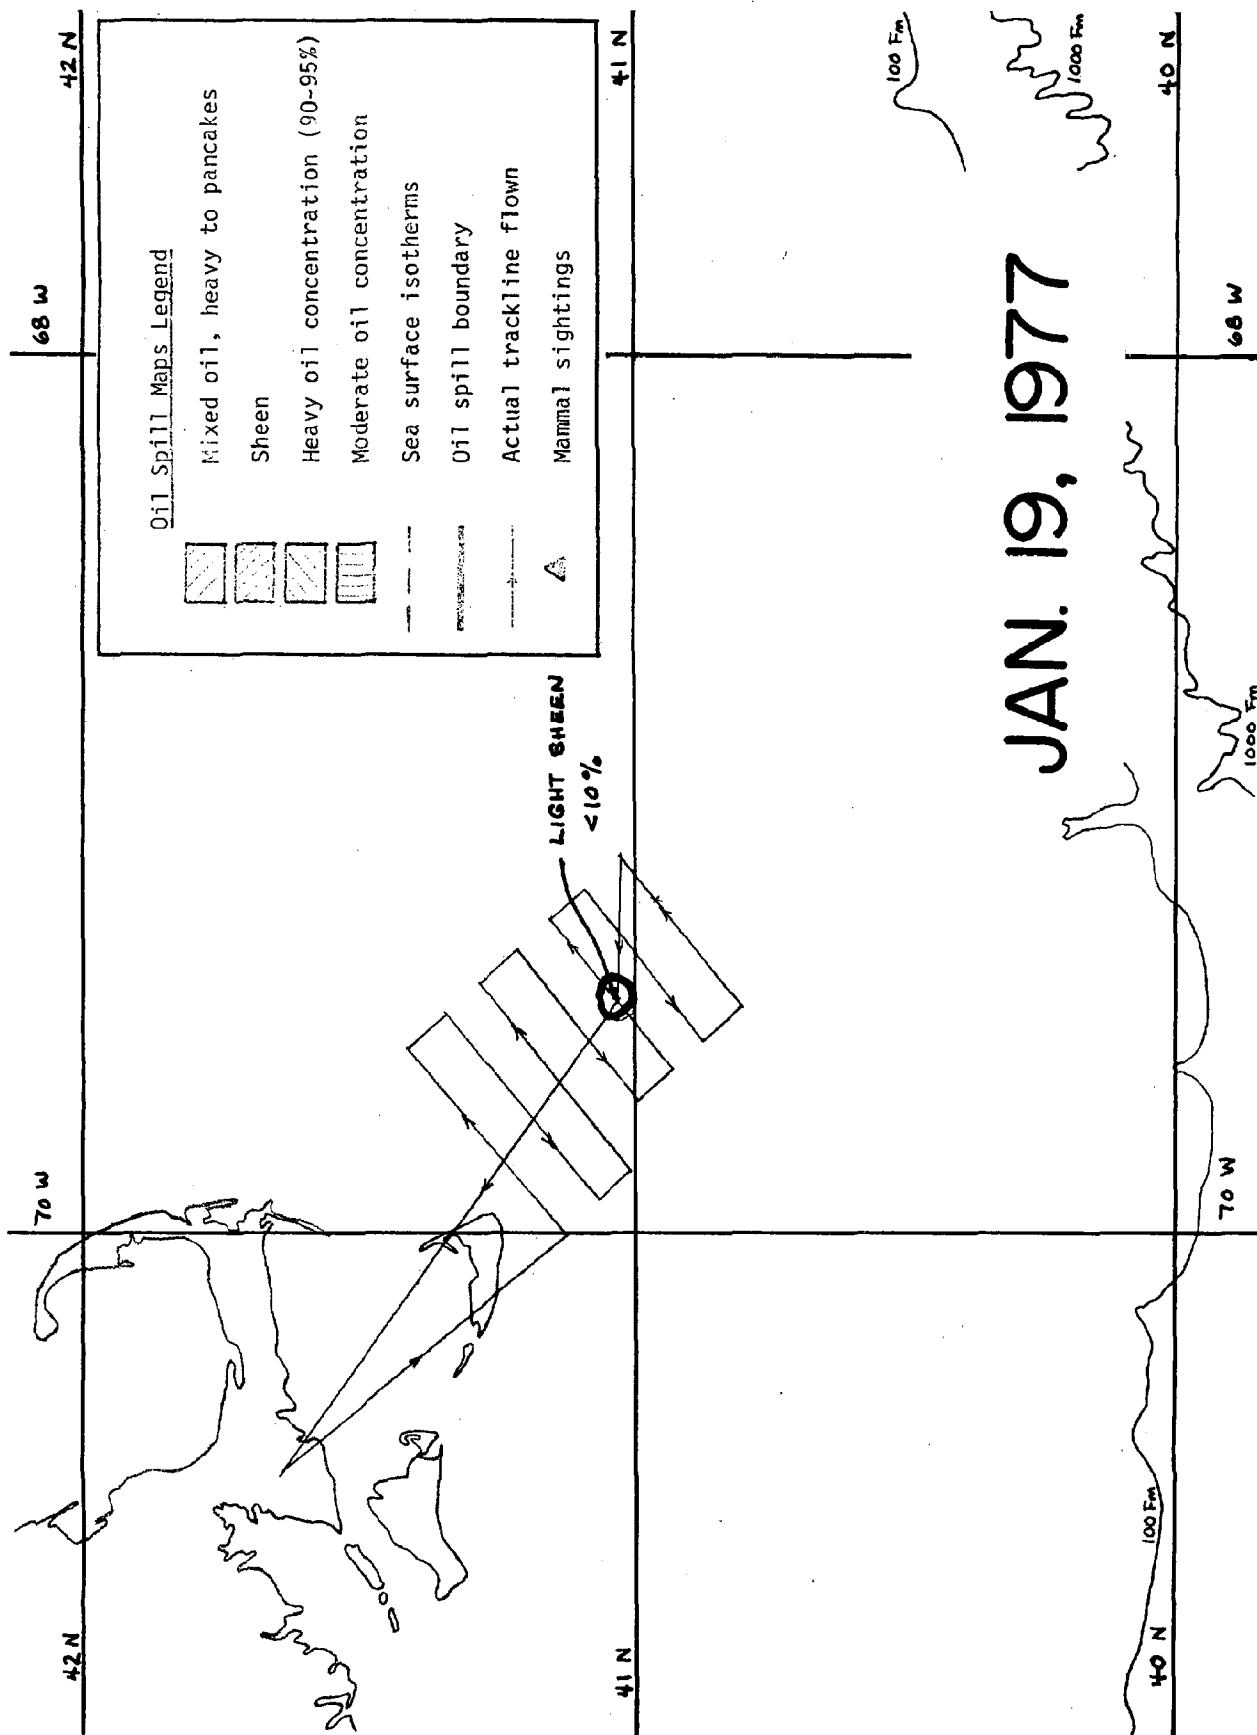 42 N
42 N
70 W
68 W
Oil Spill Maps Legend
Mixed oil, heavy to pancakes
Sheen
Heavy oil concentration (90-95%)
Moderate oil concentration
Sea surface isotherms
Oil spill boundary
Actual trackline flown
Mammal sightings
LIGHT SHEEN
<10%
41 N
41 N
100 Fm
1000 Fm
JAN. 19, 1977
100 Fm
40 N
40 N
70 W
1000 Fm
68 W